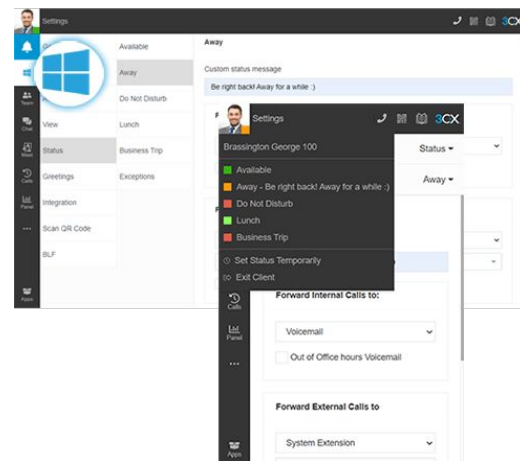 Settings
3CX
G
Available
Away
Away
Custom status message
Be right back! Away for a while :)
Team
Do Not Disturb
Chat
View
Lunch
Meet
Status
Business Trip
Calls
Greetings
Exceptions
Panel
Integration
Scan QR Code
BLF
Apps
Settings
3CX
Brassington George 100
Status
Available
Away - Be right back! Away for a while :)
Away
Do Not Disturb
Lunch
Business Trip
Set Status Temporarily
Exit Client
Calls
Forward Internal Calls to:
Panel
Voicemail
Out of Office hours Voicemail
Forward External Calls to
System Extension
Apps